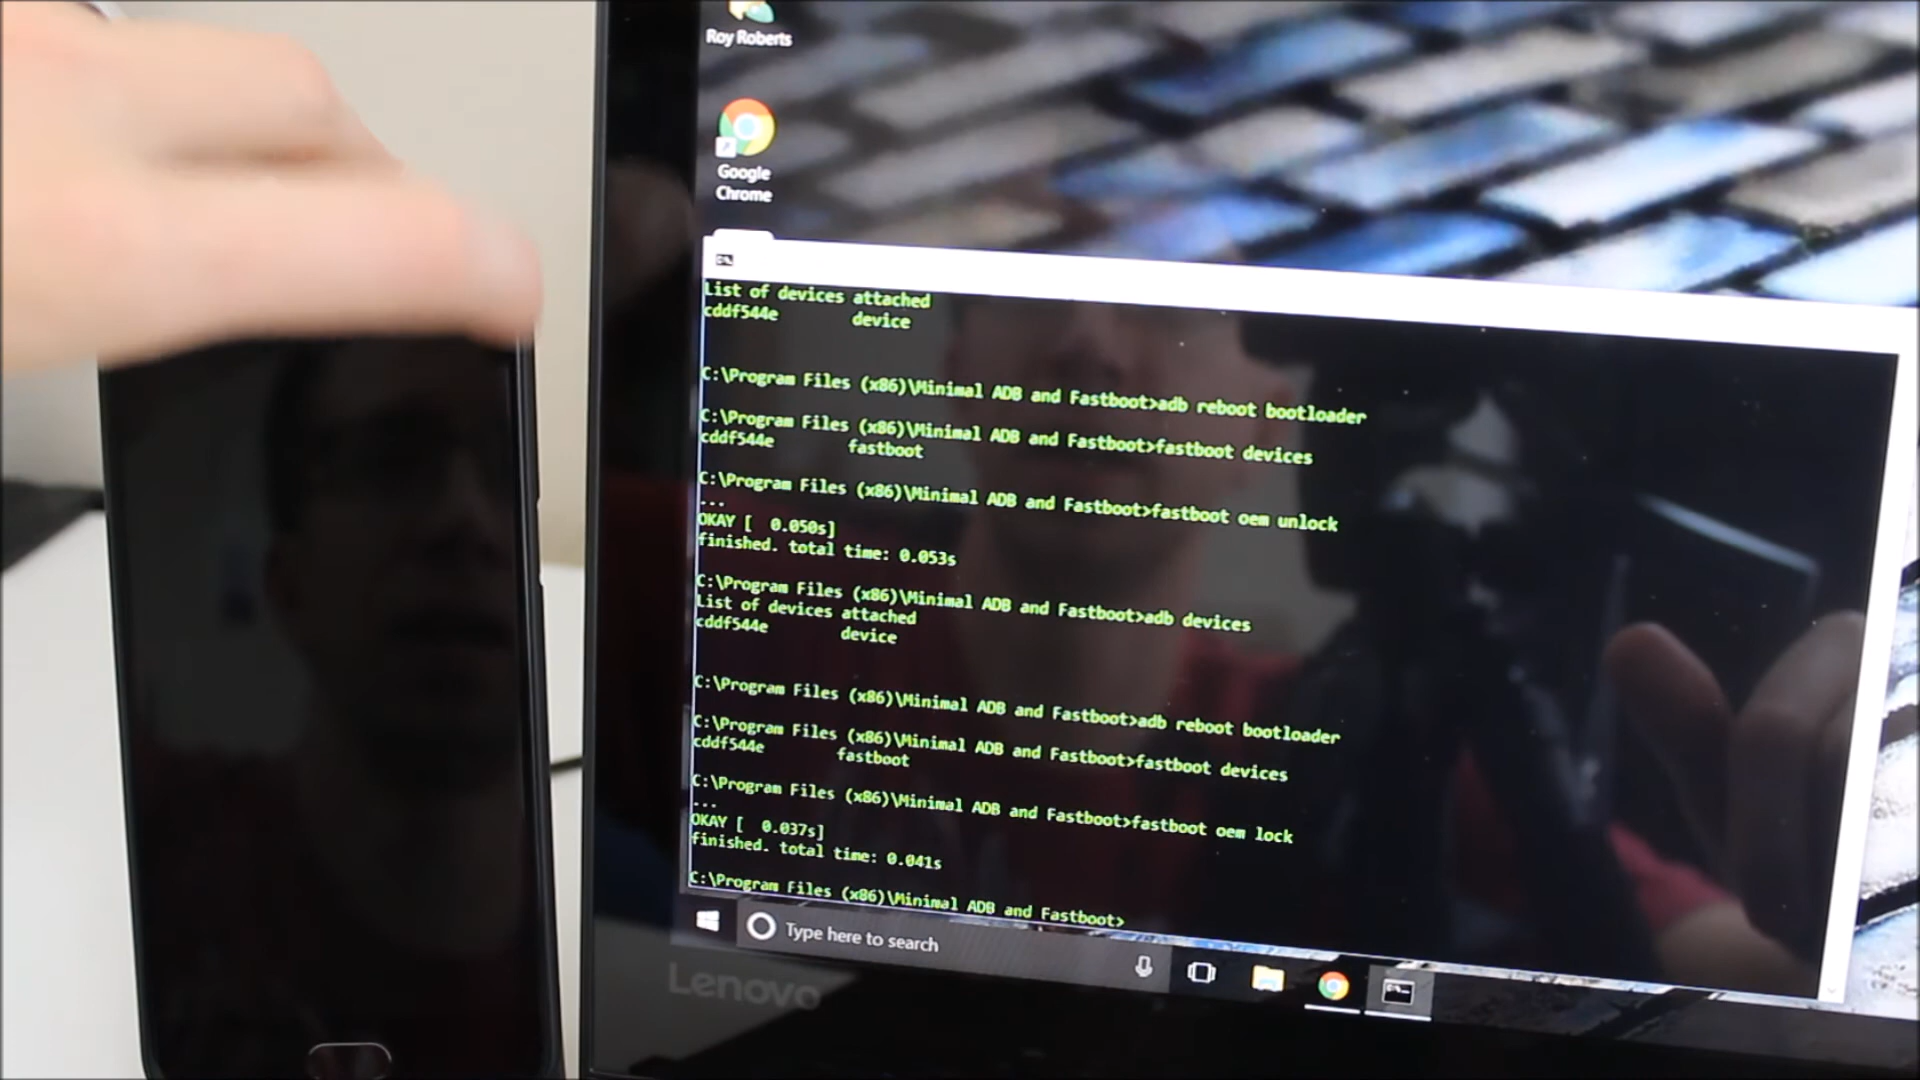 Roy Roberts
Google
Chrome
List of devices attached
cddf544e device
C:\Program Files (x86)\Minimal ADB and Fastboot>adb reboot bootloader
C:\Program Files (x86)\Minimal ADB and Fastboot>fastboot devices
cddf544e fastboot
C:\Program Files (x86)\Minimal ADB and Fastboot>fastboot oem unlock
...
OKAY [ 0.050s]
finished. total time: 0.053s
C:\Program Files (x86)\Minimal ADB and Fastboot>adb devices
List of devices attached
cddf544e device
C:\Program Files (x86)\Minimal ADB and Fastboot>adb reboot bootloader
C:\Program Files (x86)\Minimal ADB and Fastboot>fastboot devices
cddf544e fastboot
C:\Program Files (x86)\Minimal ADB and Fastboot>fastboot oem lock
...
OKAY [ 0.037s]
finished. total time: 0.041s
C:\Program Files (x86)\Minimal ADB and Fastboot>
Type here to search
Lenovo